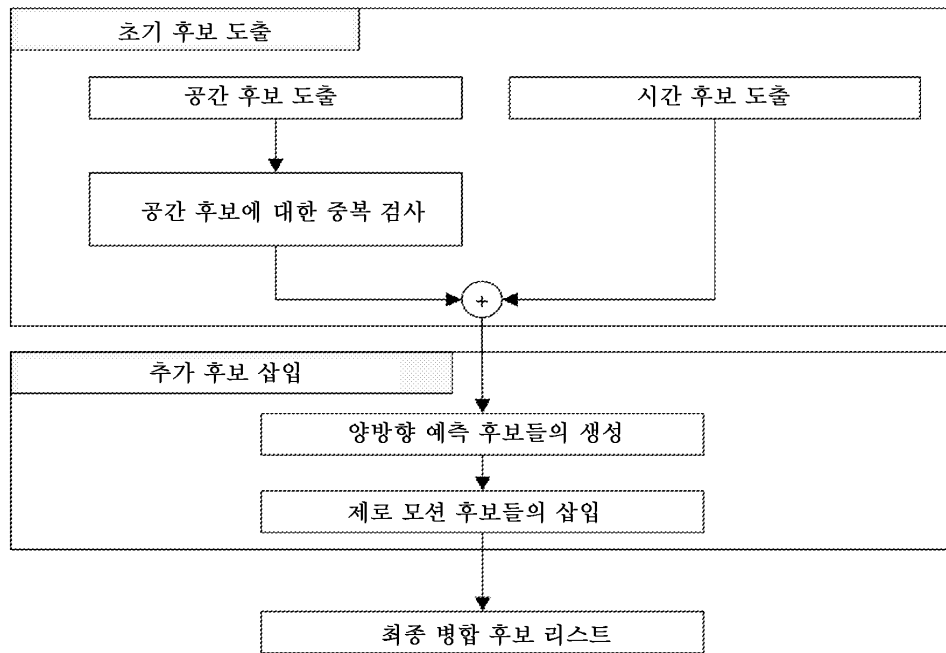 초기 후보 도출
공간 후보 도출
시간 후보 도출
공간 후보에 대한 중복 검사
+
추가 후보 삽입
양방향 예측 후보들의 생성
제로 모션 후보들의 삽입
최종 병합 후보 리스트